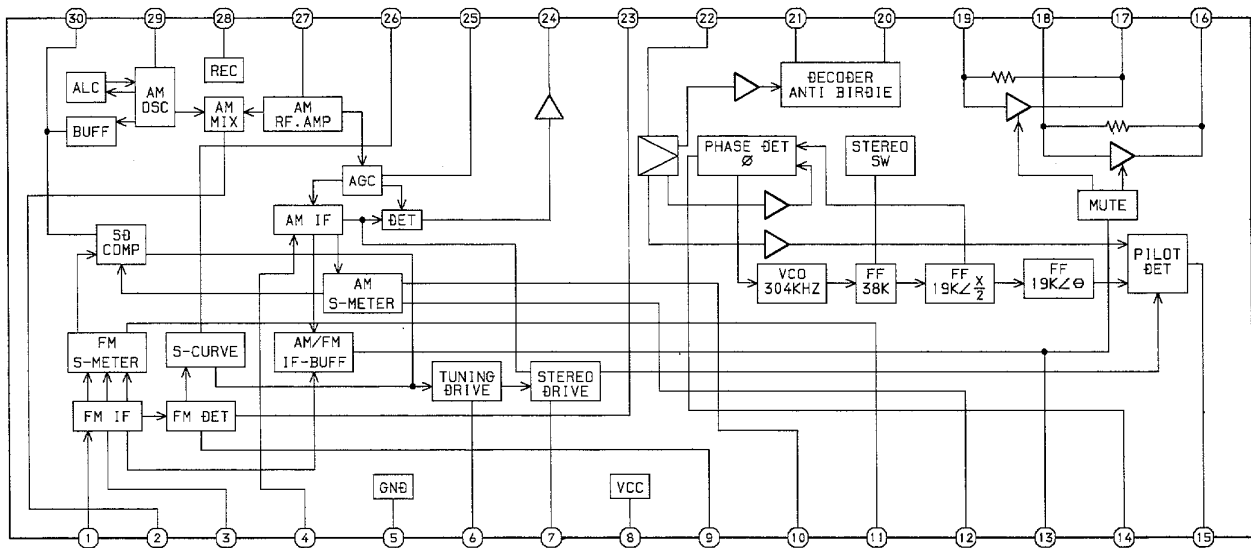 30 29 28 27 26 25 24 23 22 21 20 19 18 17 16
ALC
AM
OSC
REC
BUFF
AM
MIX
AM
RF.AMP
AGC
AM IF
DET
SD
COMP
AM
S-METER
FM
S-METER
S-CURVE
AM/FM
IF-BUFF
TUNING
DRIVE
STEREO
DRIVE
FM IF
FM DET
GND
VCC
DECODER
ANTI BIRDIE
PHASE DET
Ø
STEREO
SW
MUTE
VCO
304KHZ
FF
38K
FF
19K∠X/2
FF
19K∠Θ
PILOT
DET
1 2 3 4 5 6 7 8 9 10 11 12 13 14 15